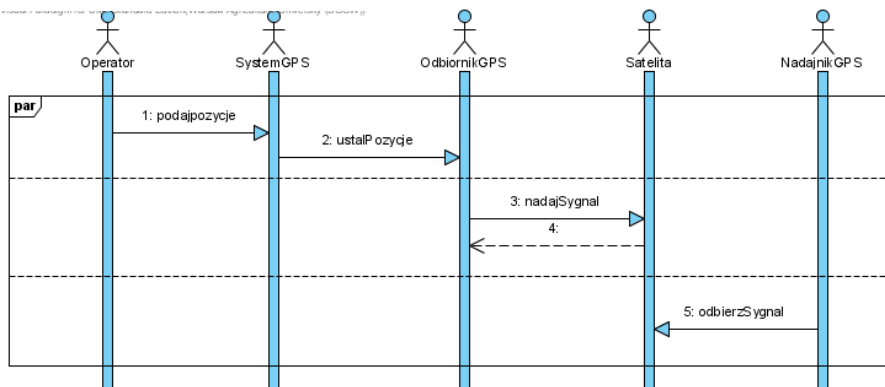 Operator
SystemGPS
OdbiornikGPS
Satelita
NadajnikGPS
par
1: podajpozycje
2: ustalPozycje
3: nadajSygnal
4:
5: odbierzSygnal